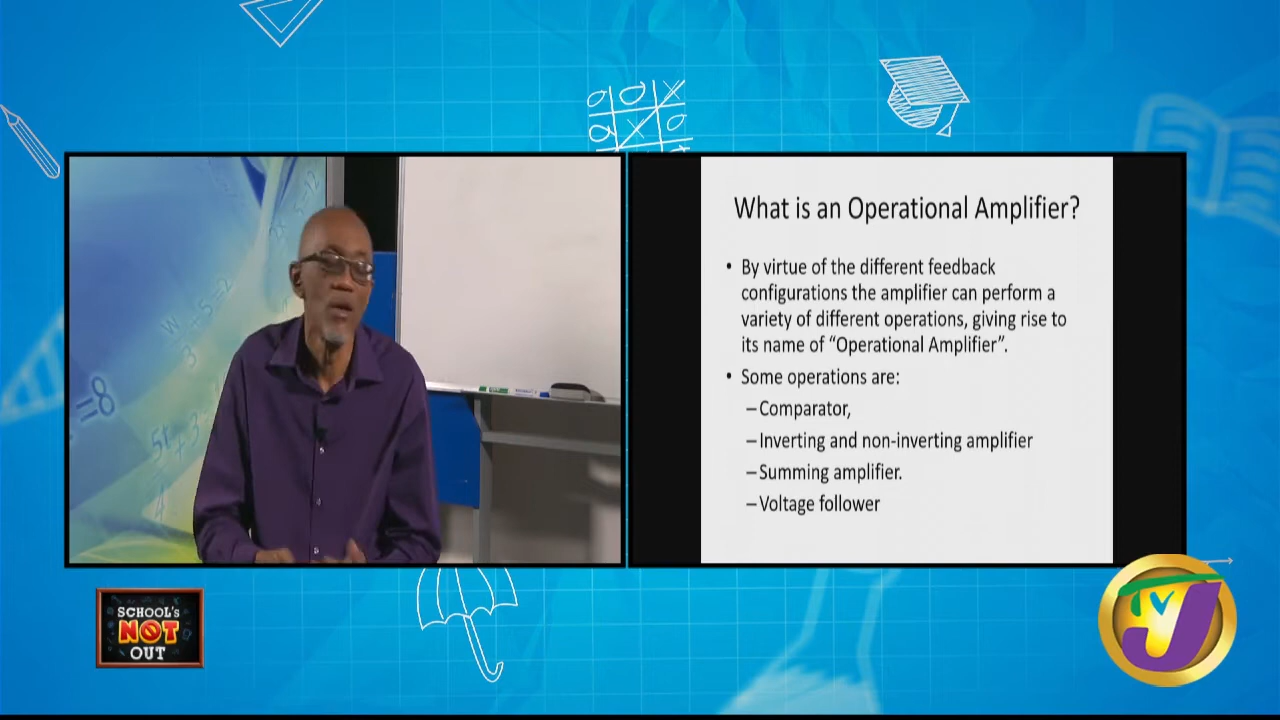 What is an Operational Amplifier?
• By virtue of the different feedback
configurations the amplifier can perform a
variety of different operations, giving rise to
its name of “Operational Amplifier”.
• Some operations are:
–Comparator,
–Inverting and non-inverting amplifier
–Summing amplifier.
–Voltage follower
SCHOOL's
NOT
OUT
TVJ
=8